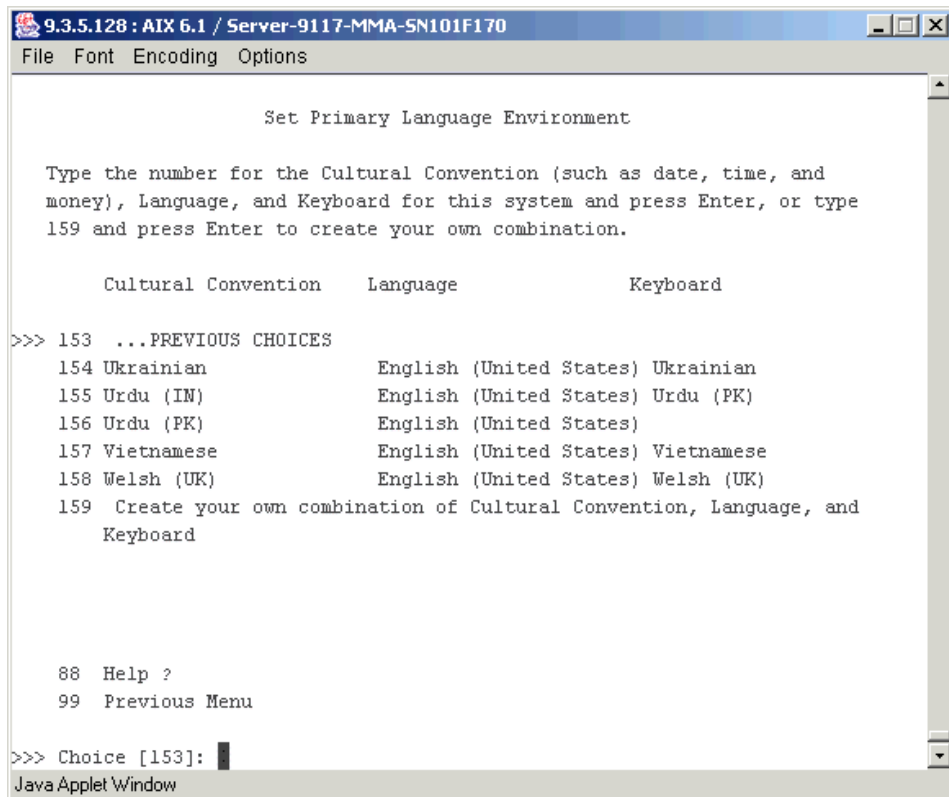 9.3.5.128 : AIX 6.1 / Server-9117-MMA-SN101F170
File Font Encoding Options
Set Primary Language Environment
Type the number for the Cultural Convention (such as date, time, and
money), Language, and Keyboard for this system and press Enter, or type
159 and press Enter to create your own combination.
Cultural Convention Language Keyboard
>>> 153 ...PREVIOUS CHOICES
154 Ukrainian English (United States) Ukrainian
155 Urdu (IN) English (United States) Urdu (PK)
156 Urdu (PK) English (United States)
157 Vietnamese English (United States) Vietnamese
158 Welsh (UK) English (United States) Welsh (UK)
159 Create your own combination of Cultural Convention, Language, and
Keyboard
88 Help ?
99 Previous Menu
>>> Choice [153]:
Java Applet Window